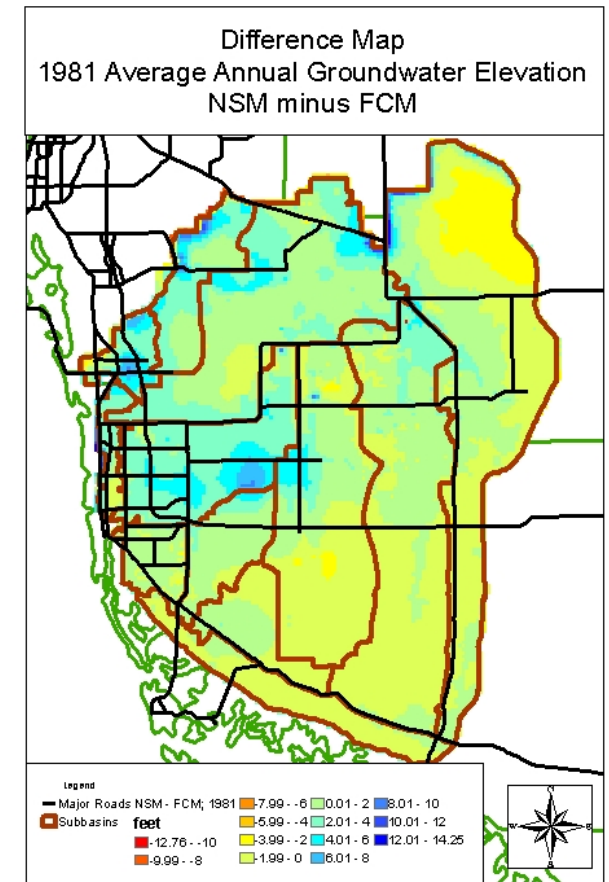 Difference Map
1981 Average Annual Groundwater Elevation
NSM minus FCM
Legend
Major Roads
Subbasins
NSM - FCM; 1981
feet
-12.76 - -10
-9.99 - -8
-7.99 - -6
-5.99 - -4
-3.99 - -2
-1.99 - 0
0.01 - 2
2.01 - 4
4.01 - 6
6.01 - 8
8.01 - 10
10.01 - 12
12.01 - 14.25
W
E
S